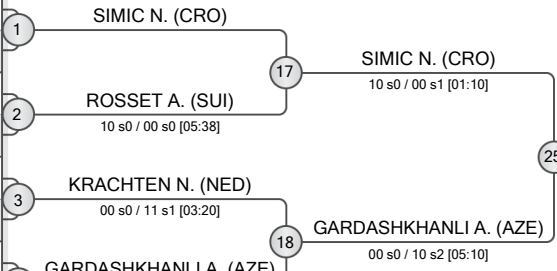 SIMIC N. (CRO)
1
17
SIMIC N. (CRO)
10 s0 / 00 s1 [01:10]
ROSSET A. (SUI)
2
10 s0 / 00 s0 [05:38]
25
KRACHTEN N. (NED)
3
00 s0 / 11 s1 [03:20]
18
GARDASHKHANLI A. (AZE)
00 s0 / 10 s2 [05:10]
GARDASHKHANLI A. (AZE)